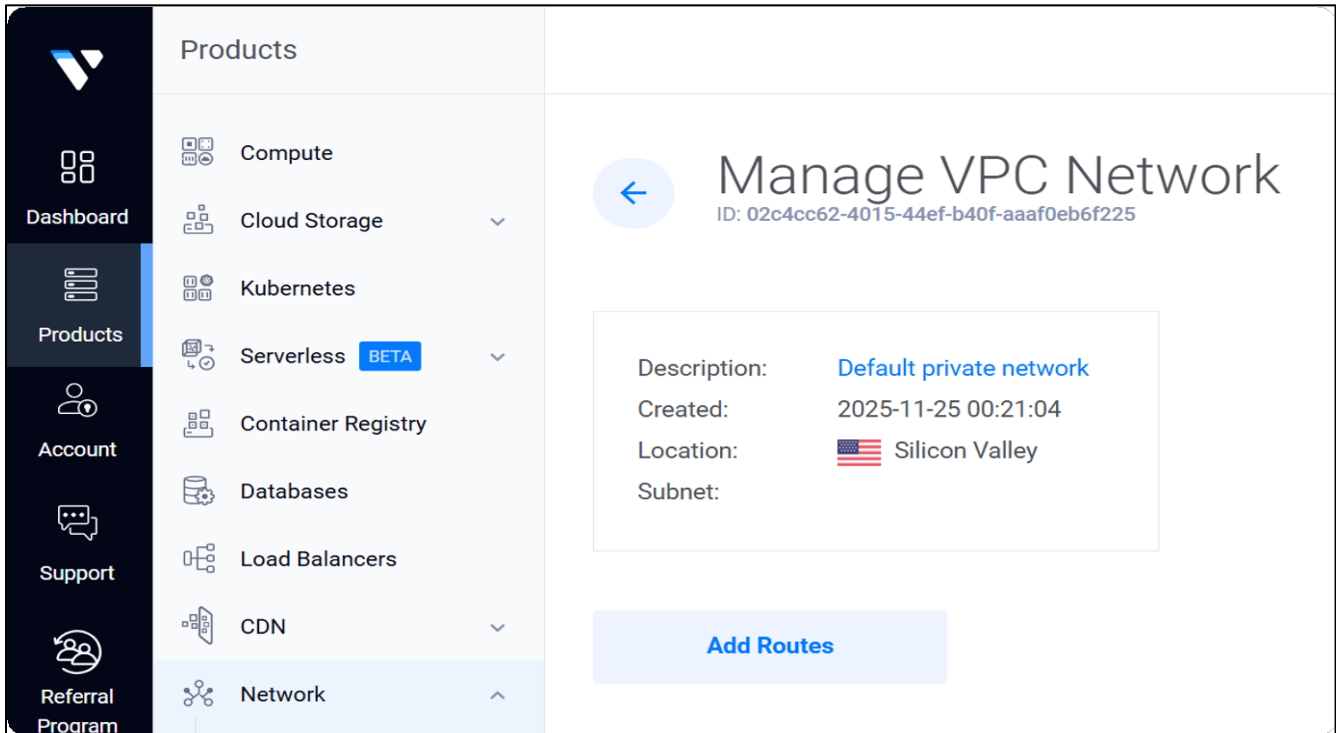 Products
Dashboard
Products
Account
Support
Referral
Program
Compute
Cloud Storage
Kubernetes
Serverless BETA
Container Registry
Databases
Load Balancers
CDN
Network
Manage VPC Network
ID: 02c4cc62-4015-44ef-b40f-aaaf0eb6f225
Description: Default private network
Created: 2025-11-25 00:21:04
Location: Silicon Valley
Subnet:
Add Routes